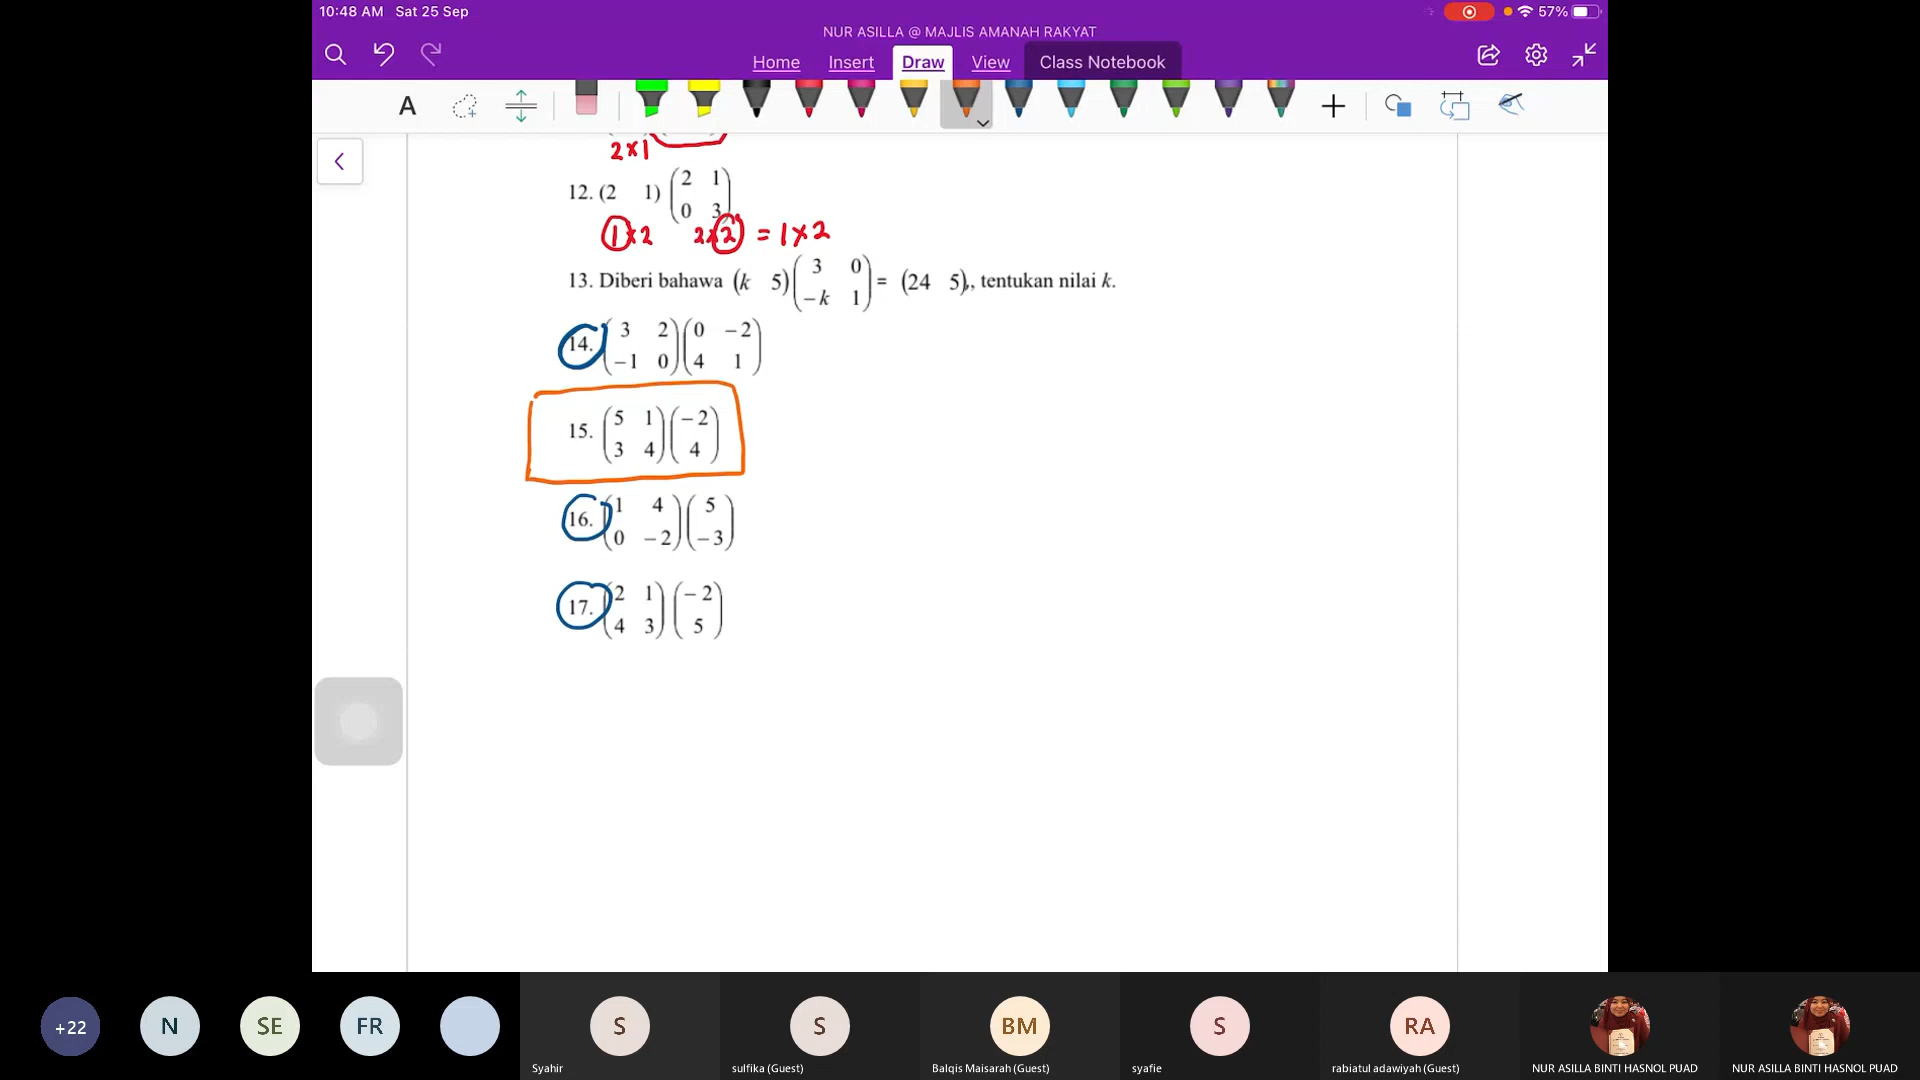 10:48 AM Sat 25 Sep
57%
NUR ASILLA @ MAJLIS AMANAH RAKYAT
Home Insert Draw View Class Notebook
A
2×1
12. (2 1) (2 1
0 3)
1×2 2×2 = 1×2
13. Diberi bahawa (k 5) (3 0
-k 1) = (24 5),, tentukan nilai k.
14. (3 2
-1 0) (0 -2
4 1)
15. (5 1
3 4) (-2
4)
16. (1 4
0 -2) (5
-3)
17. (2 1
4 3) (-2
5)
+22 N SE FR S S BM S RA
Syahir sulfika (Guest) Balqis Maisarah (Guest) syafie rabiatul adawiyah (Guest) NUR ASILLA BINTI HASNOL PUAD NUR ASILLA BINTI HASNOL PUAD